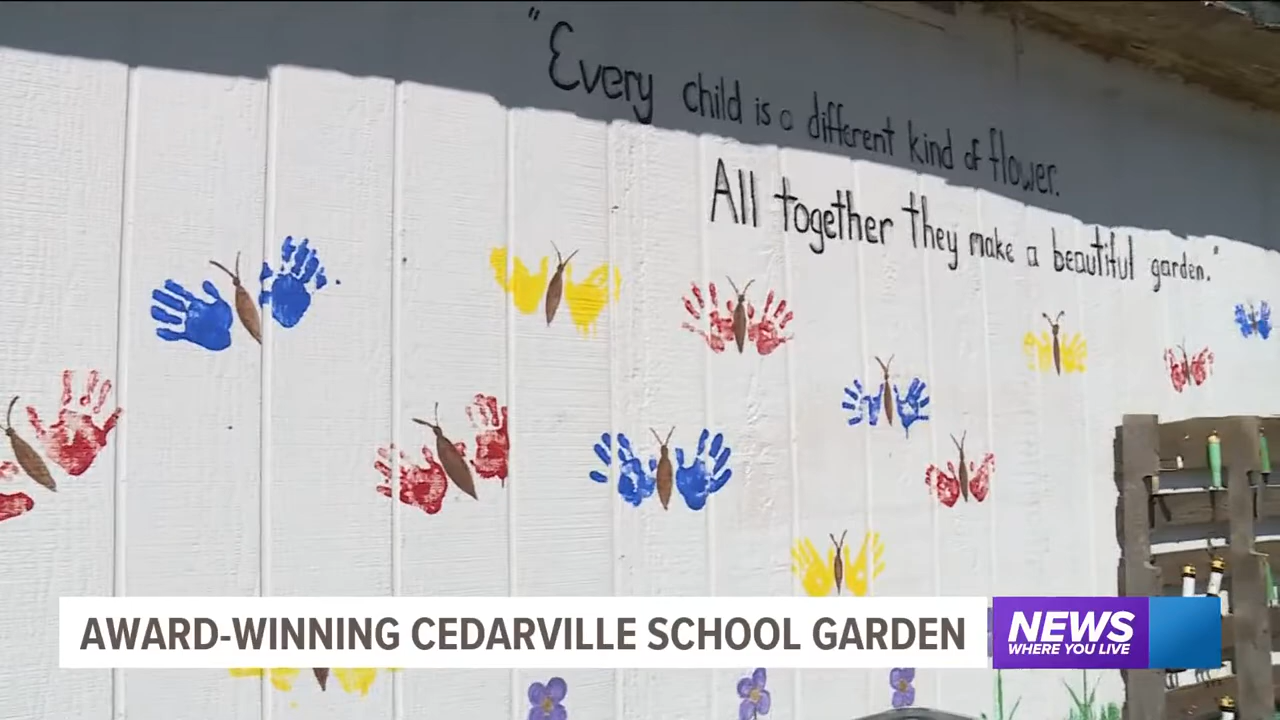 "Every child is a different kind of flower.
All together they make a beautiful garden."
AWARD-WINNING CEDARVILLE SCHOOL GARDEN
NEWS
WHERE YOU LIVE